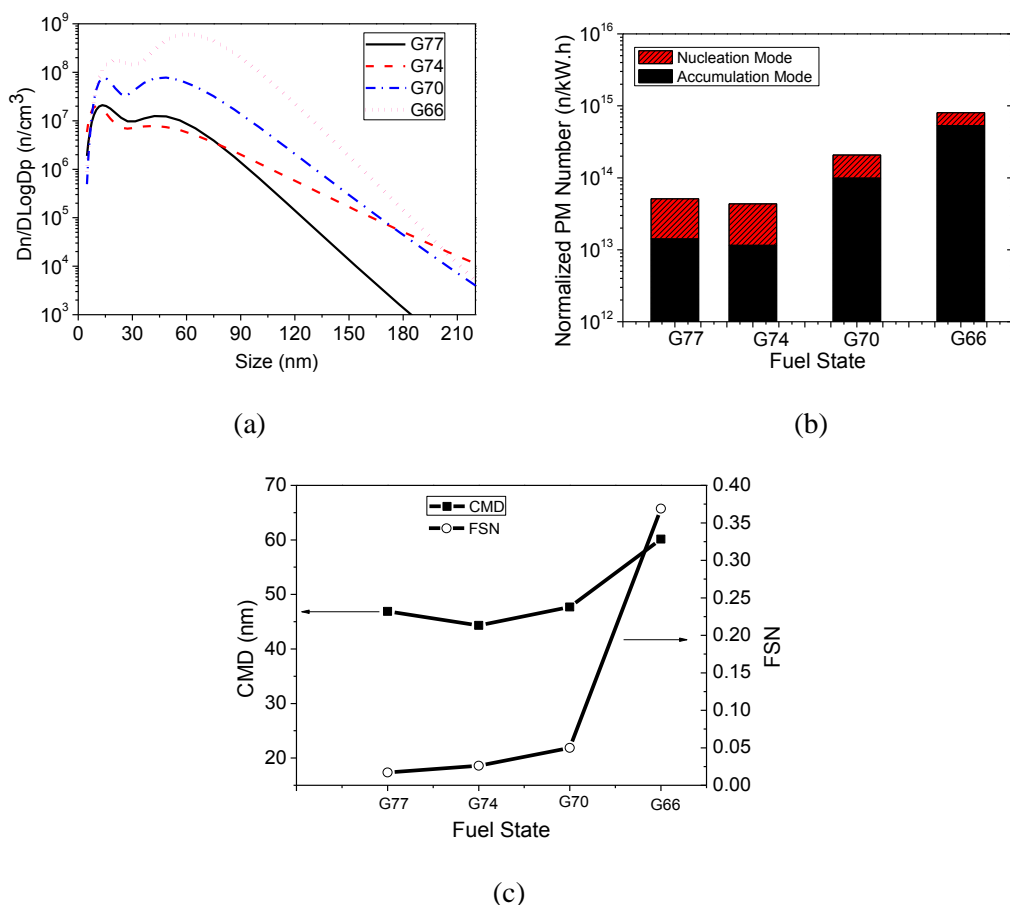 10^9
10^8
10^7
10^6
10^5
10^4
10^3
Dn/DLogDp (n/cm^3)
0 30 60 90 120 150 180 210
Size (nm)
G77
G74
G70
G66
(a)
10^16
10^15
10^14
10^13
10^12
Normalized PM Number (n/kW.h)
Nucleation Mode
Accumulation Mode
G77 G74 G70 G66
Fuel State
(b)
70
60
50
40
30
20
CMD (nm)
CMD
FSN
0.40
0.35
0.30
0.25
0.20
0.15
0.10
0.05
0.00
FSN
G77 G74 G70 G66
Fuel State
(c)